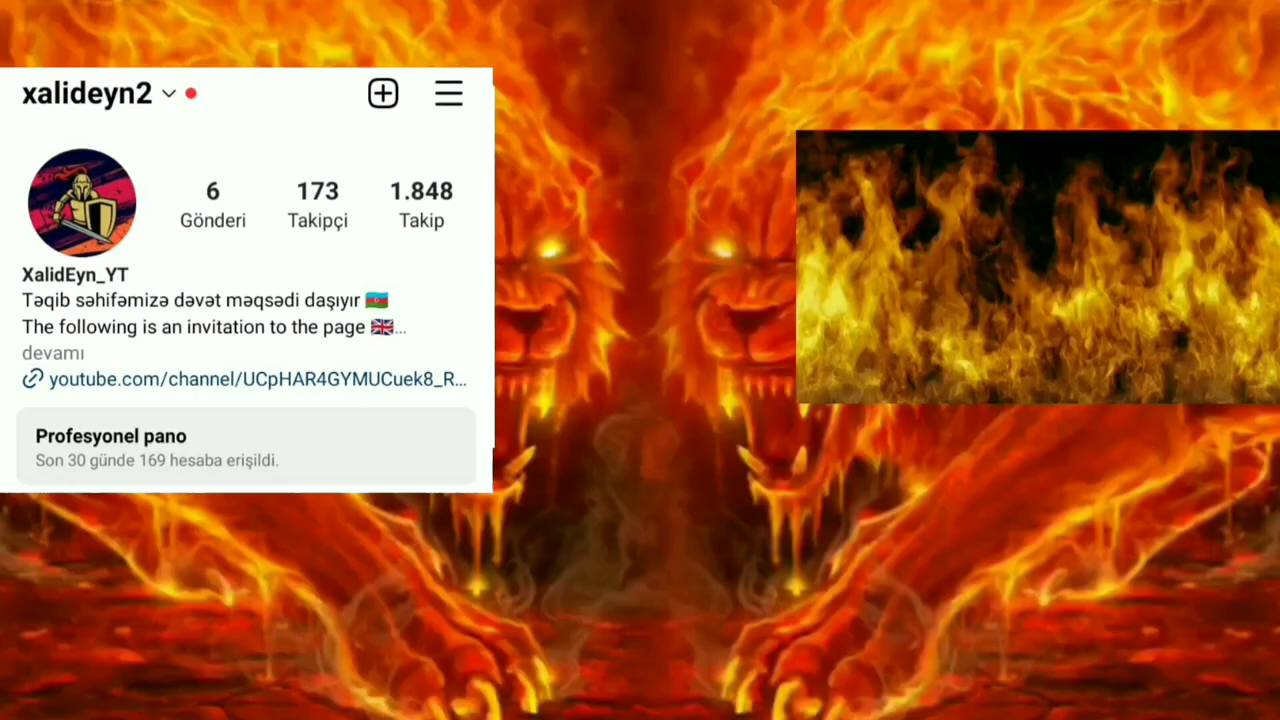 xalideyn2
6 173 1.848
Gönderi Takipçi Takip
XalidEyn_YT
Təqib səhifəmizə dəvət məqsədi daşıyır 🇦🇿
The following is an invitation to the page 🇬🇧...
devamı
youtube.com/channel/UCpHAR4GYMUCuek8_R...
Profesyonel pano
Son 30 günde 169 hesaba erişildi.